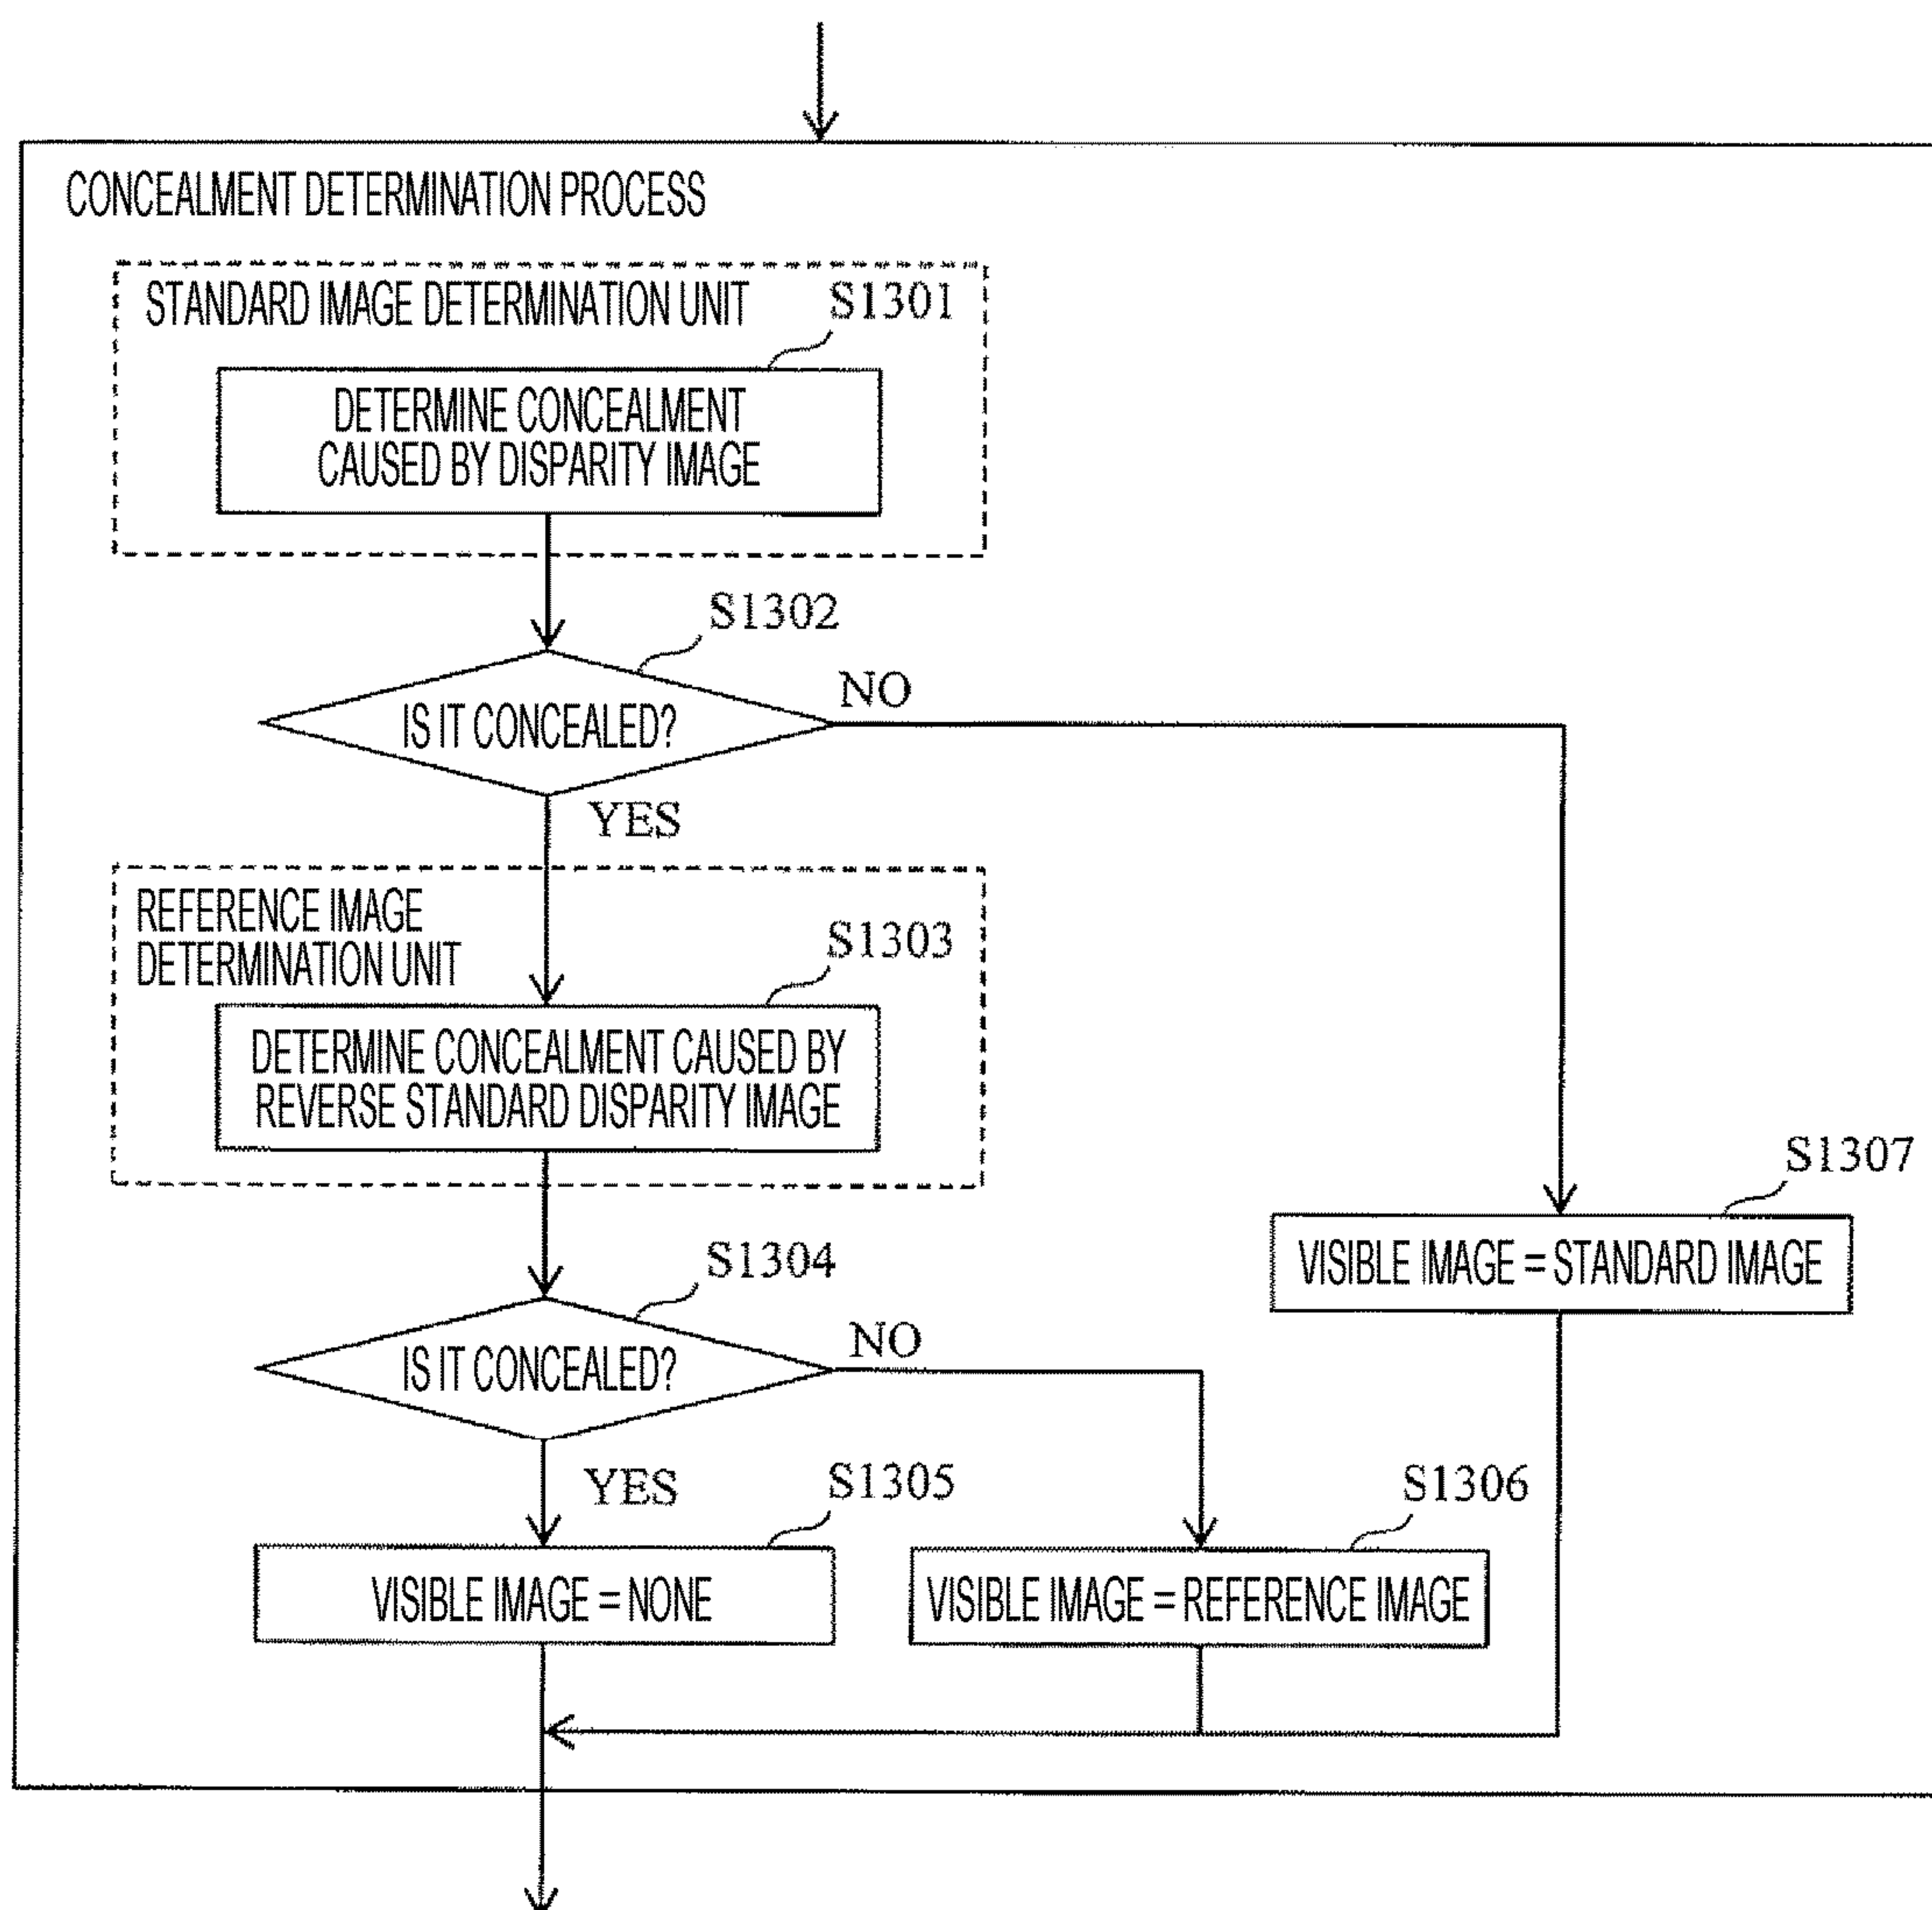 CONCEALMENT DETERMINATION PROCESS
STANDARD IMAGE DETERMINATION UNIT
S1301
DETERMINE CONCEALMENT
CAUSED BY DISPARITY IMAGE
S1302
IS IT CONCEALED?
NO
YES
REFERENCE IMAGE
DETERMINATION UNIT
S1303
DETERMINE CONCEALMENT CAUSED BY
REVERSE STANDARD DISPARITY IMAGE
S1307
VISIBLE IMAGE = STANDARD IMAGE
S1304
IS IT CONCEALED?
NO
YES
S1305
VISIBLE IMAGE = NONE
S1306
VISIBLE IMAGE = REFERENCE IMAGE